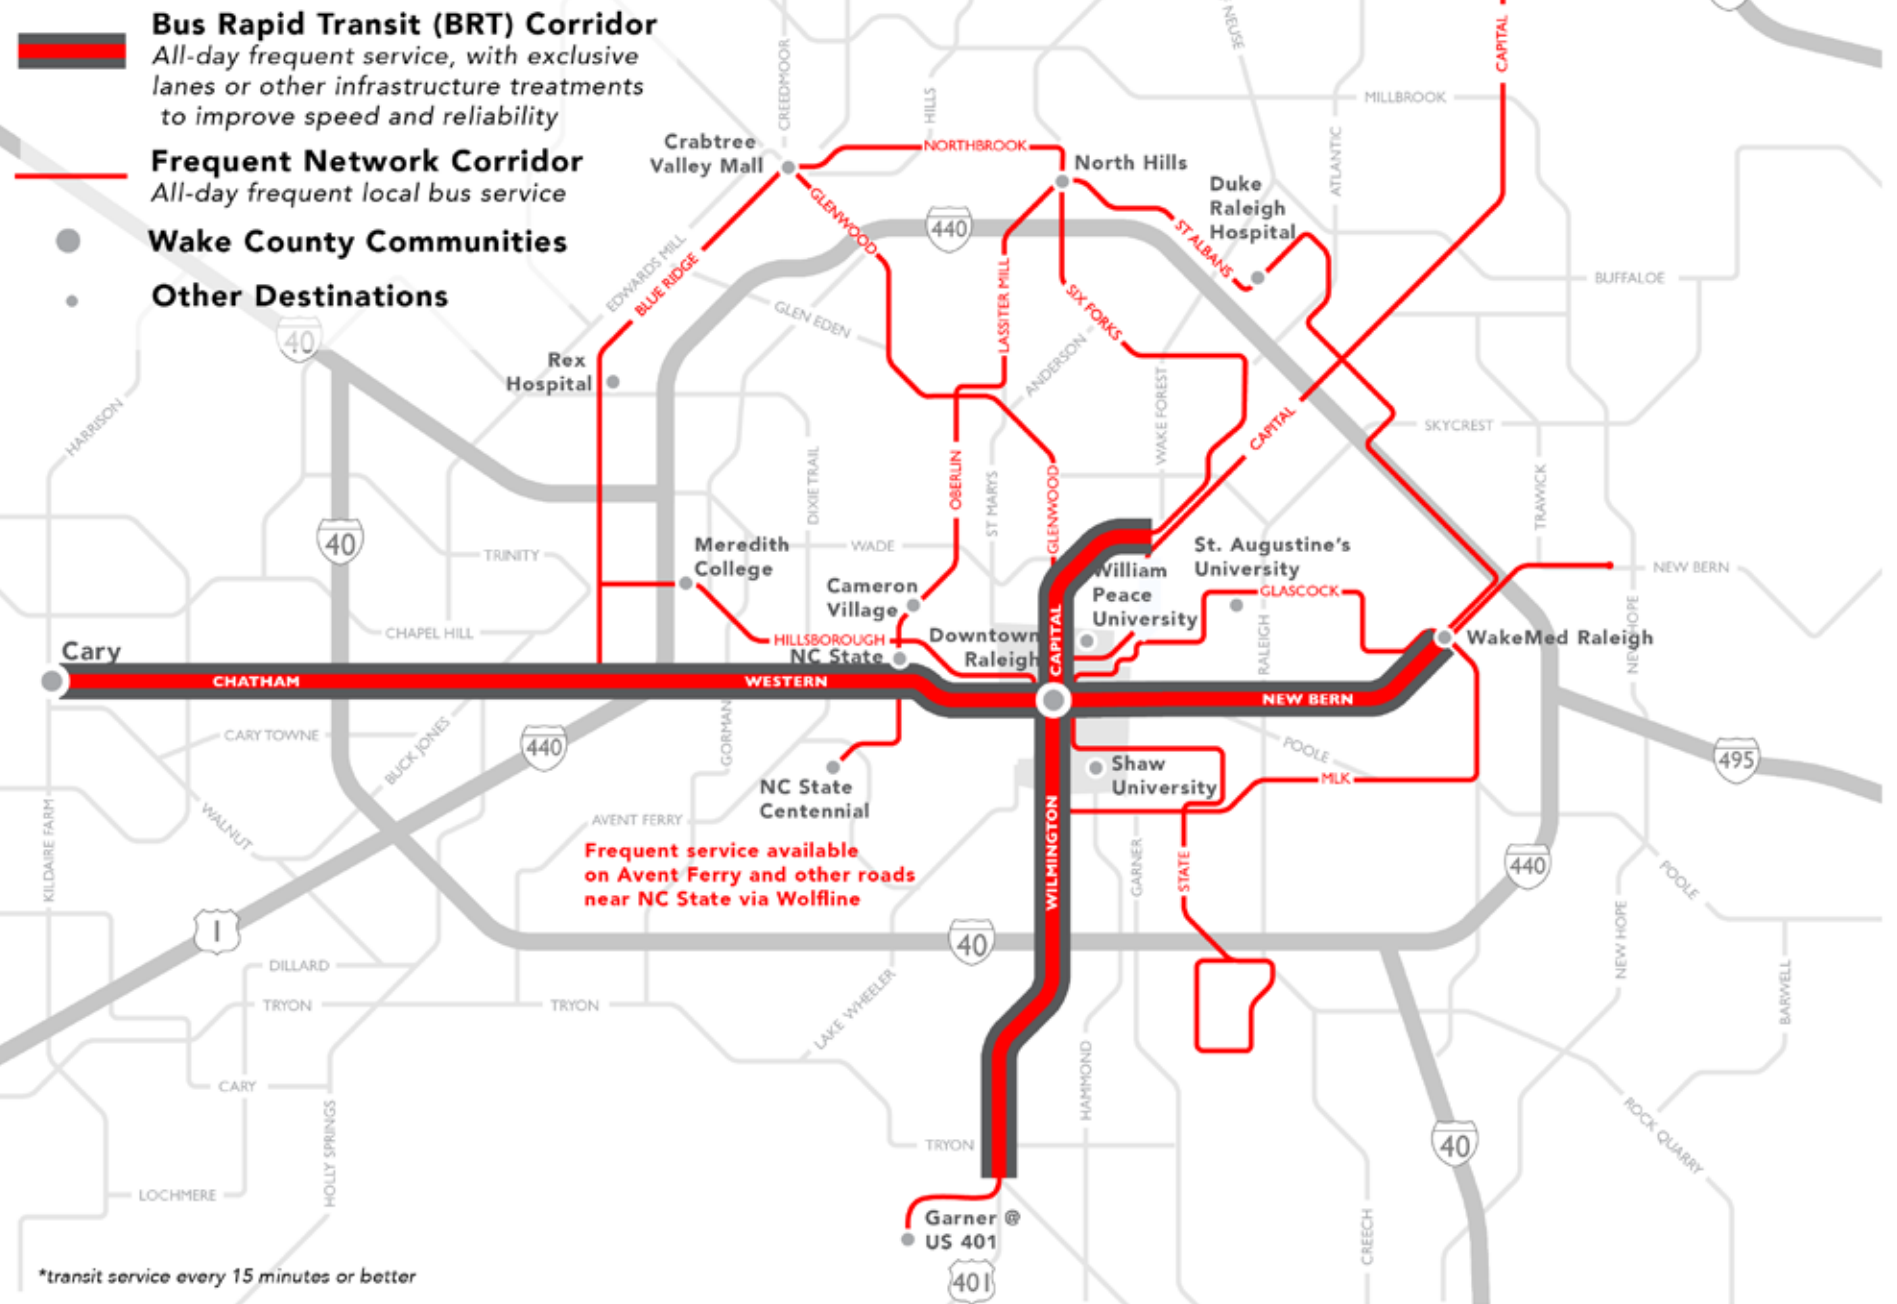 Bus Rapid Transit (BRT) Corridor
All-day frequent service, with exclusive
lanes or other infrastructure treatments
to improve speed and reliability
Frequent Network Corridor
All-day frequent local bus service
Wake County Communities
Other Destinations
CREEDMOOR
HILLS
NEUSE
ATLANTIC
CAPITAL
MILLBROOK
Crabtree
Valley Mall
NORTHBROOK
North Hills
Duke
Raleigh
Hospital
GLENWOOD
440
ST ALBANS
EDWARDS MILL
BLUE RIDGE
LASSITER MILL
BUFFALOE
GLEN EDEN
SIX FORKS
40
Rex
Hospital
ANDERSON
WAKE FOREST
CAPITAL
SKYCREST
HARRISON
DIXIE TRAIL
OBERLIN
ST MARYS
GLENWOOD
TRAWICK
40
TRINITY
Meredith
College
WADE
St. Augustine's
University
NEW BERN
William
Peace
University
GLASCOCK
Cameron
Village
CHAPEL HILL
HILLSBOROUGH
Downtown
Raleigh
CAPITAL
RALEIGH
NEW HOPE
WakeMed Raleigh
Cary
NC State
CHATHAM
WESTERN
NEW BERN
CARY TOWNE
BUCK JONES
440
GORMAN
POOLE
495
NC State
Centennial
Shaw
University
MLK
WALNUT
KILDAIRE FARM
AVENT FERRY
WILMINGTON
GARNER
STATE
440
POOLE
Frequent service available
on Avent Ferry and other roads
near NC State via Wolfline
1
40
NEW HOPE
DILLARD
TRYON
TRYON
LAKE WHEELER
BARWELL
CARY
HOLLY SPRINGS
HAMMOND
TRYON
40
ROCK QUARRY
LOCHMERE
Garner @
US 401
401
CREECH
*transit service every 15 minutes or better